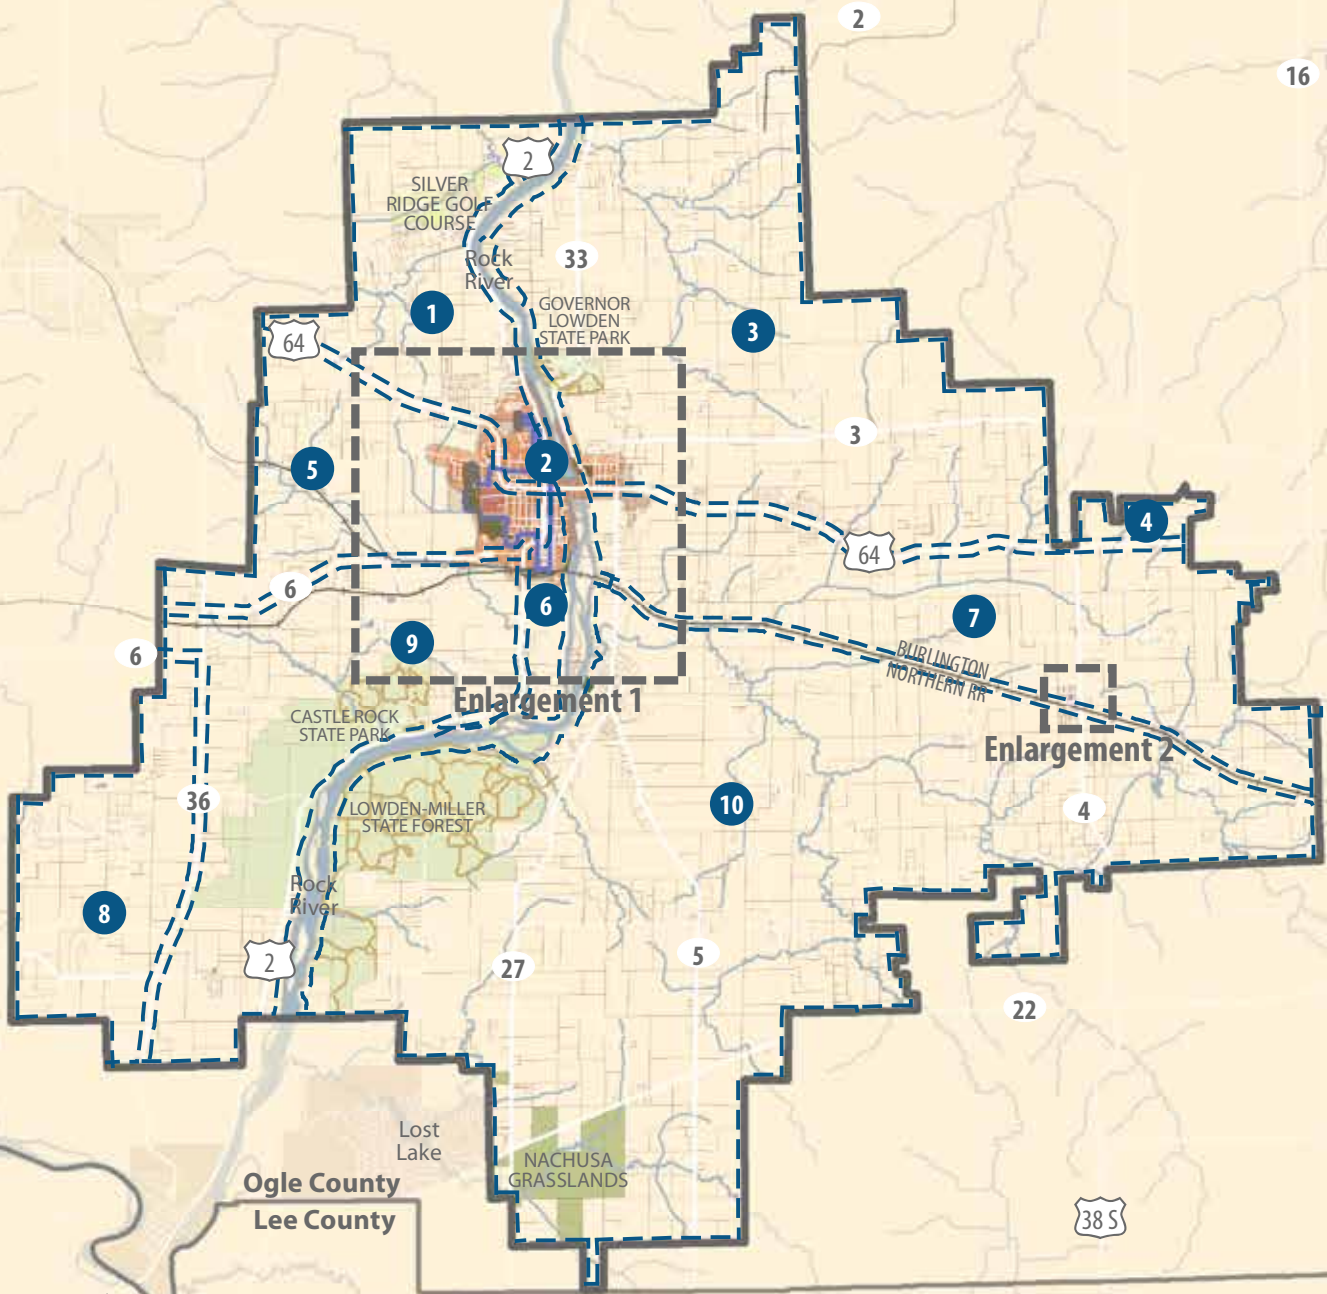 2
16
2
SILVER
RIDGE GOLF
COURSE
Rock
River
33
1
GOVERNOR
LOWDEN
STATE PARK
3
64
3
5
2
4
64
6
6
7
9
6
BURLINGTON
NORTHERN RR
Enlargement 1
CASTLE ROCK
STATE PARK
Enlargement 2
36
10
4
LOWDEN-MILLER
STATE FOREST
Rock
River
8
2
27
5
22
Lost
Lake
NACHUSA
GRASSLANDS
Ogle County
Lee County
38 S